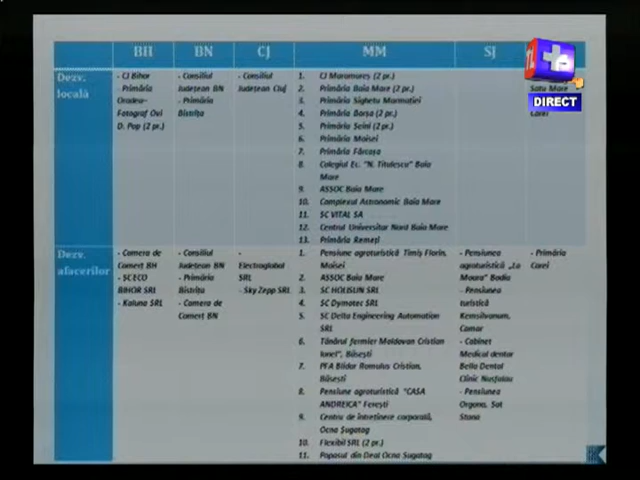 BH BN CJ MM SJ
Dezv. locală
- CJ Bihor
- Primăria
Oradea–
Fotograf Ovi
D. Pop (2 pr.)
- Consiliul
Județean BN
- Primăria
Bistrița
- Consiliul
Județean Cluj
1. CJ Maramureș (2 pr.)
2. Primăria Baia Mare (2 pr.)
3. Primăria Sighetu Marmatiei
4. Primăria Borșa (2 pr.)
5. Primăria Seini (2 pr.)
6. Primăria Moisei
7. Primăria Fărcașa
8. Colegiul Ec. "N. Titulescu" Baia
Mare
9. ASSOC Baia Mare
10. Complexul Astronomic Baia Mare
11. SC VITAL SA
12. Centrul Universitar Nord Baia Mare
13. Primăria Remeți
Satu Mare
Carei
DIRECT
Dezv.
afacerilor
- Camera de
Comerț BH
- SC ECO
BIHOR SRL
- Kaluna SRL
- Consiliul
Județean BN
- Primăria
Bistrița
- Camera de
Comerț BN
-
Electroglobal
SRL
- Sky Zepp SRL
1. Pensiune agroturistică Timiș Florin,
Moisei
2. ASSOC Baia Mare
3. SC HOLISUN SRL
4. SC Dymotec SRL
5. SC Delta Engineering Automation
SRL
6. Tânărul fermier Moldovan Cristian
Ionel", Băsești
7. PFA Blidar Romulus Cristian,
Băsești
8. Pensiune agroturistică "CASA
ANDREICA" Ferești
9. Centru de întreținere corporală,
Ocna Șugatag
10. Flexibil SRL (2 pr.)
11. Popasul din Deal Ocna Sugatag
- Pensiunea
agroturistică „La
Moara" Bodia
- Pensiunea
turistică
Kemsilvanum,
Camar
- Cabinet
Medical dentar
Bella Dental
Clinic Nușfalau
- Pensiunea
Organo, Sat
Stana
- Primăria
Carei